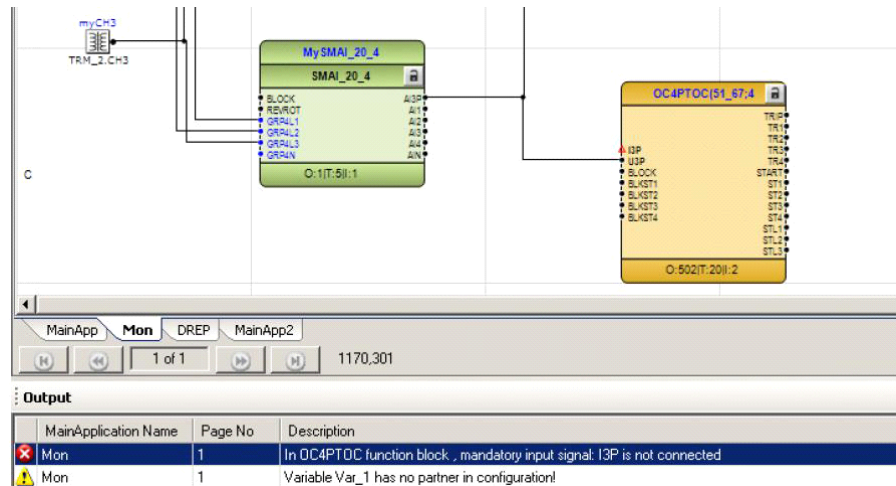 myCH3
TRM_2.CH3
My SMAI_20_4
SMAI_20_4
BLOCK AI3P
REVROT AI1
GRP4L1 AI2
GRP4L2 AI3
GRP4L3 AI4
GRP4N AIN
O:1|T:5|I:1
OC4PTOC(51_67;4
TRIP
TR1
TR2
I3P TR3
U3P TR4
BLOCK START
BLKST1 ST1
BLKST2 ST2
BLKST3 ST3
BLKST4 ST4
STL1
STL2
STL3
O:502|T:20|I:2
C
MainApp Mon DREP MainApp2
1 of 1 1170,301
Output
MainApplication Name Page No Description
Mon 1 In OC4PTOC function block , mandatory input signal: I3P is not connected
Mon 1 Variable Var_1 has no partner in configuration!